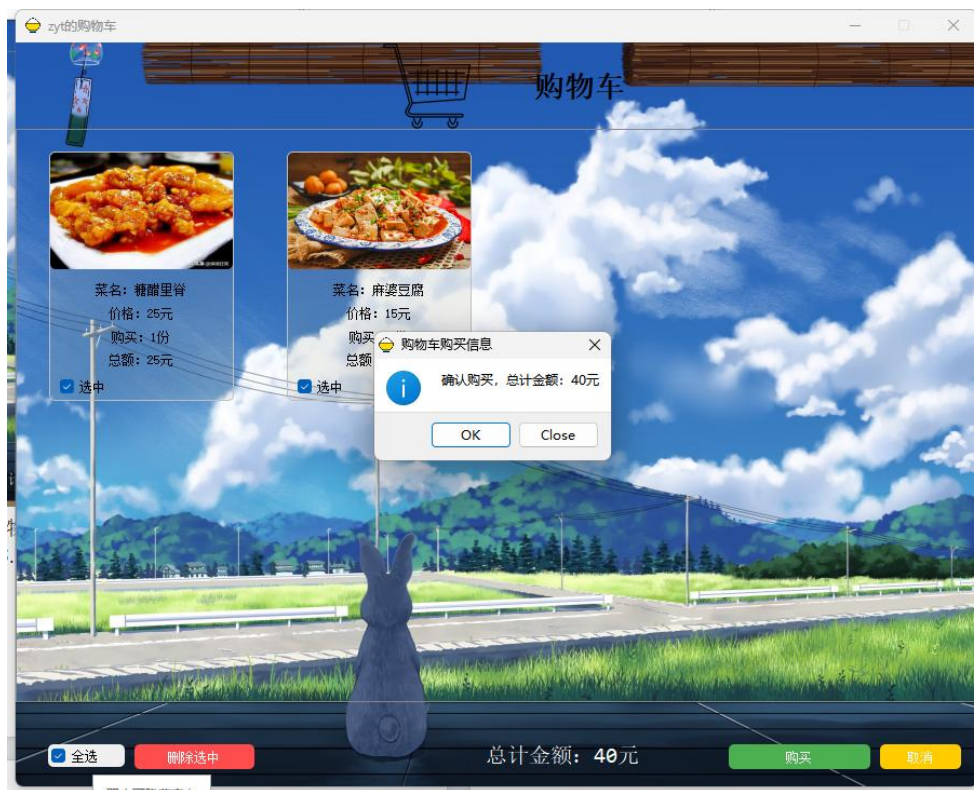 zyt的购物车
购物车
菜名：糖醋里脊
价格：25元
购买：1份
总额：25元
选中
菜名：麻婆豆腐
价格：15元
购买
总额
选中
购物车购买信息
确认购买，总计金额：40元
OK
Close
全选
删除选中
总计金额：40元
购买
取消